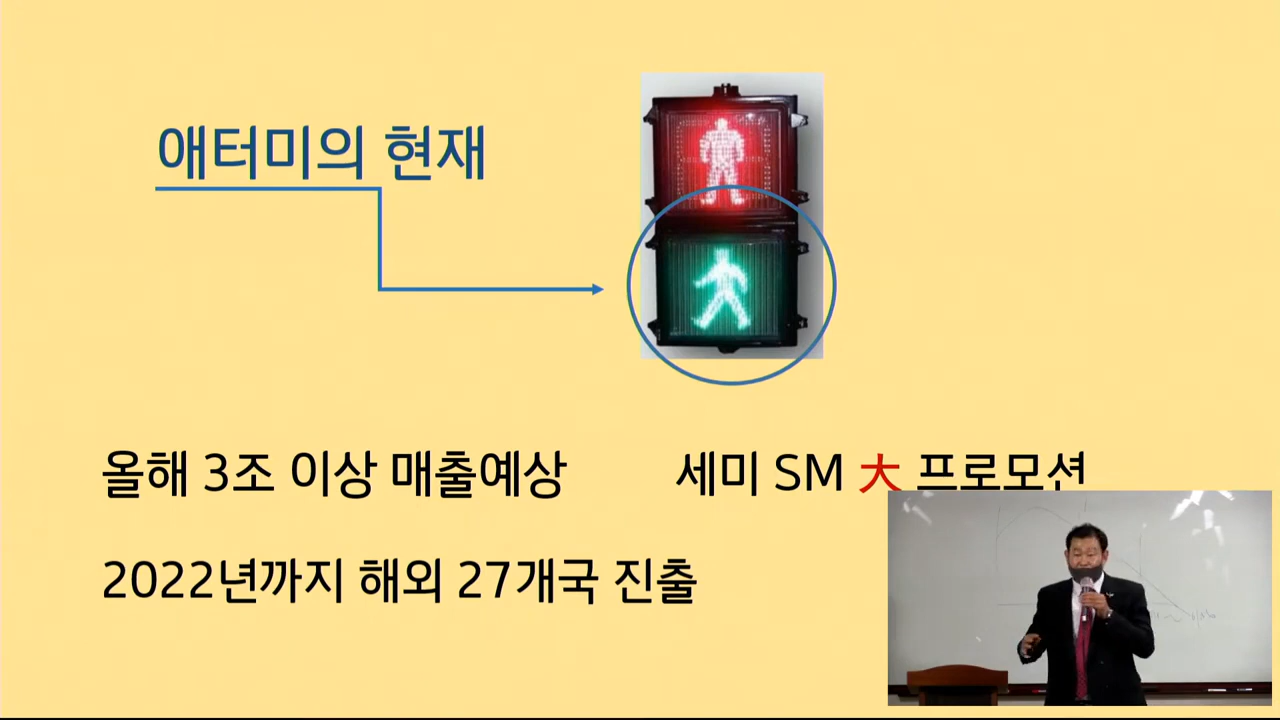 애터미의 현재
올해 3조 이상 매출예상
세미 SM 大 프로모션
2022년까지 해외 27개국 진출